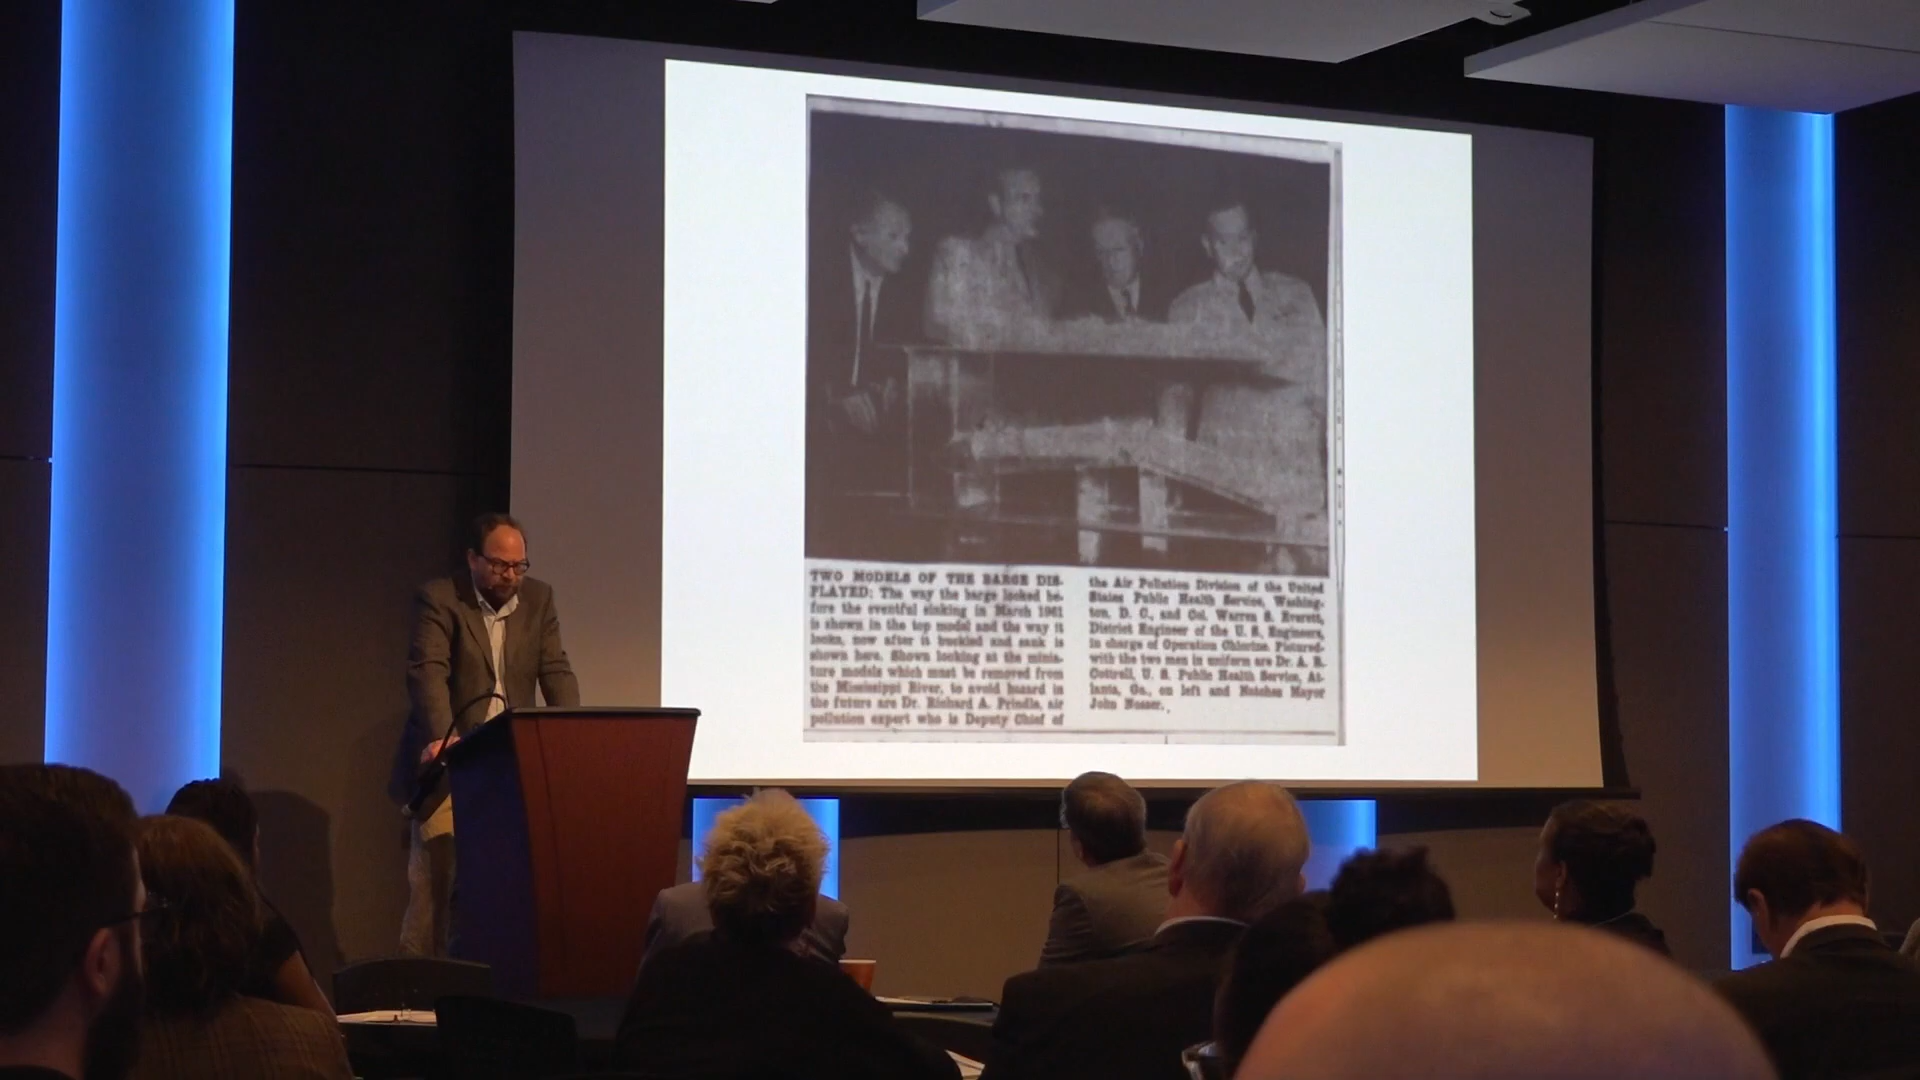 TWO MODELS OF THE BARGE DIS-
PLAYED: The way the barge looked be-
fore the eventful sinking in March 1961
is shown in the top model and the way it
looks, now after it buckled and sank is
shown here. Shown looking at the minia-
ture models which must be removed from
the Mississippi River, to avoid hazard in
the future are Dr. Richard A. Prindle, air
pollution expert who is Deputy Chief of
the Air Pollution Division of the United
States Public Health Service, Washing-
ton, D. C., and Col. Warren S. Everett,
District Engineer of the U. S. Engineers,
in charge of Operation Chlorine. Pictured
with the two men in uniform are Dr. A. R.
Cottrell, U. S. Public Health Service, At-
lanta, Ga., on left and Natchez Mayor
John Nosser.